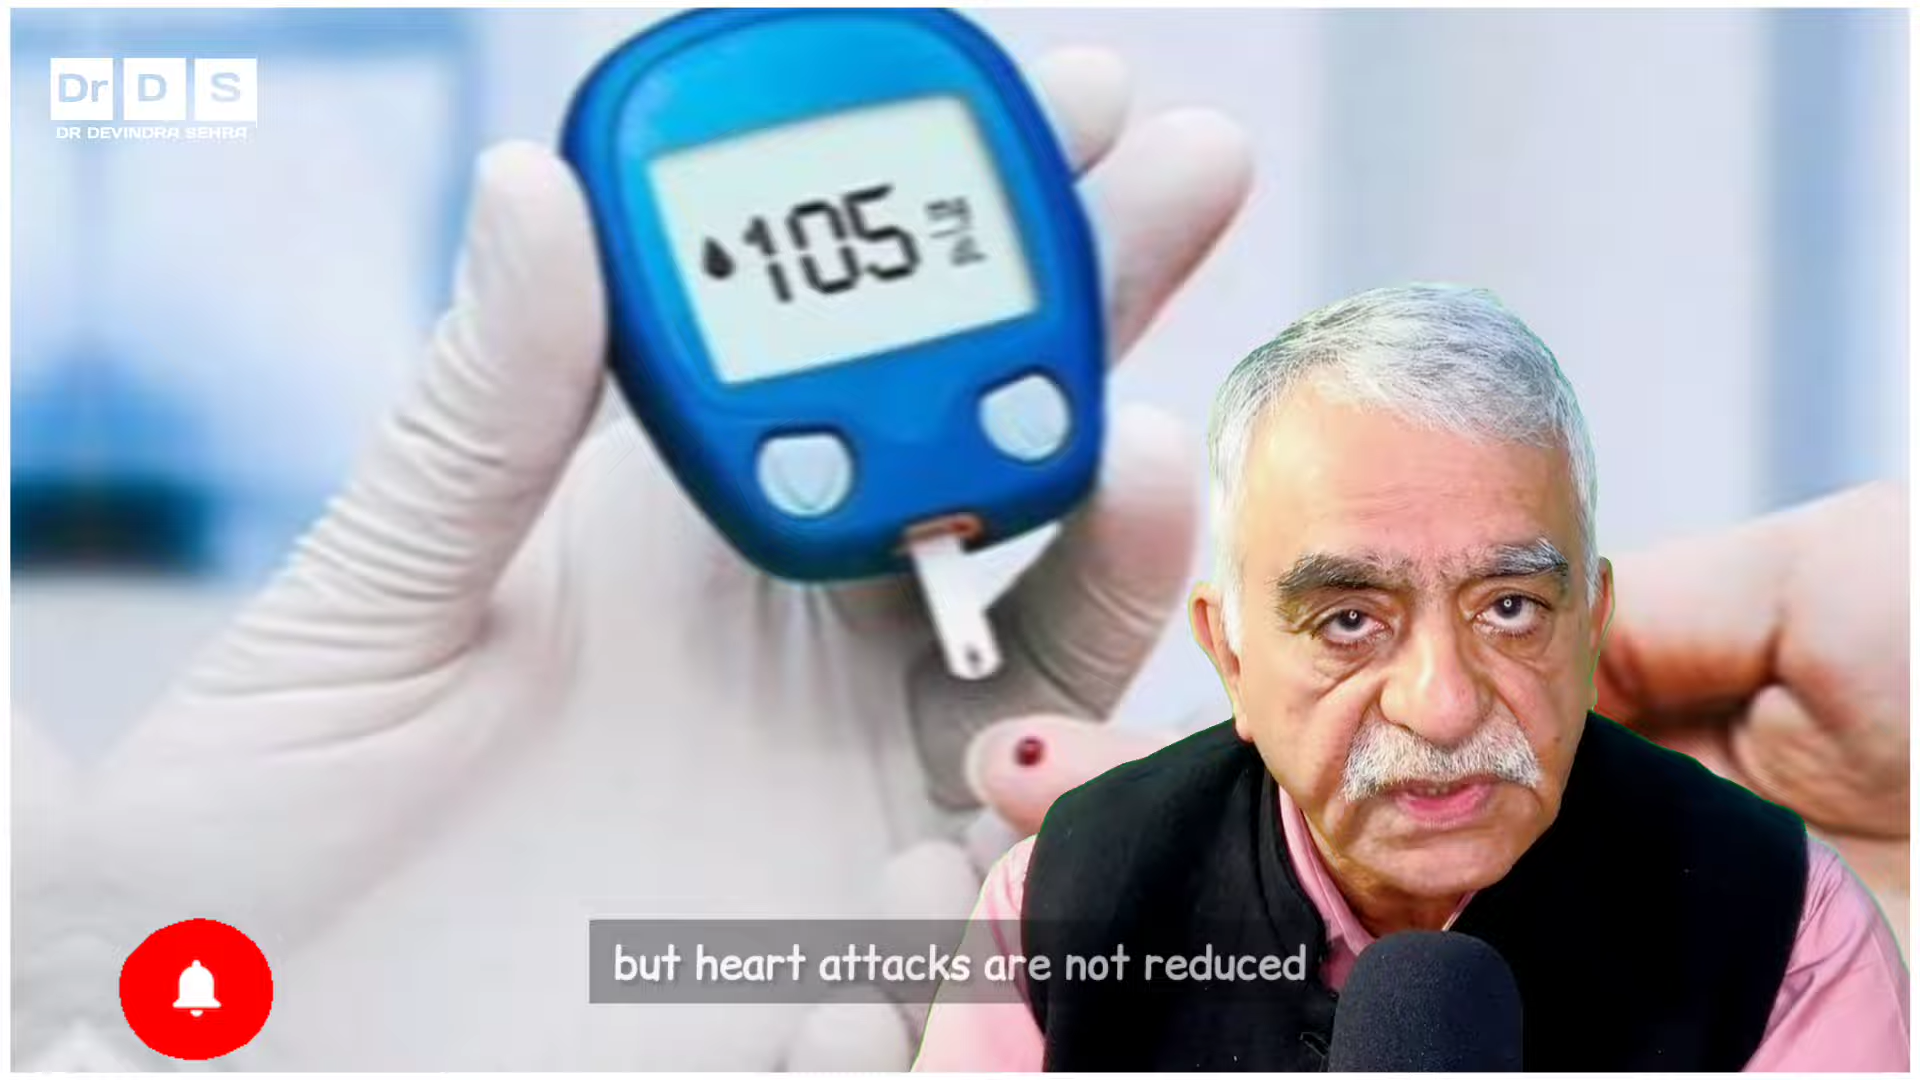 Dr D S
DR DEVINDRA SEHRA
105
but heart attacks are not reduced